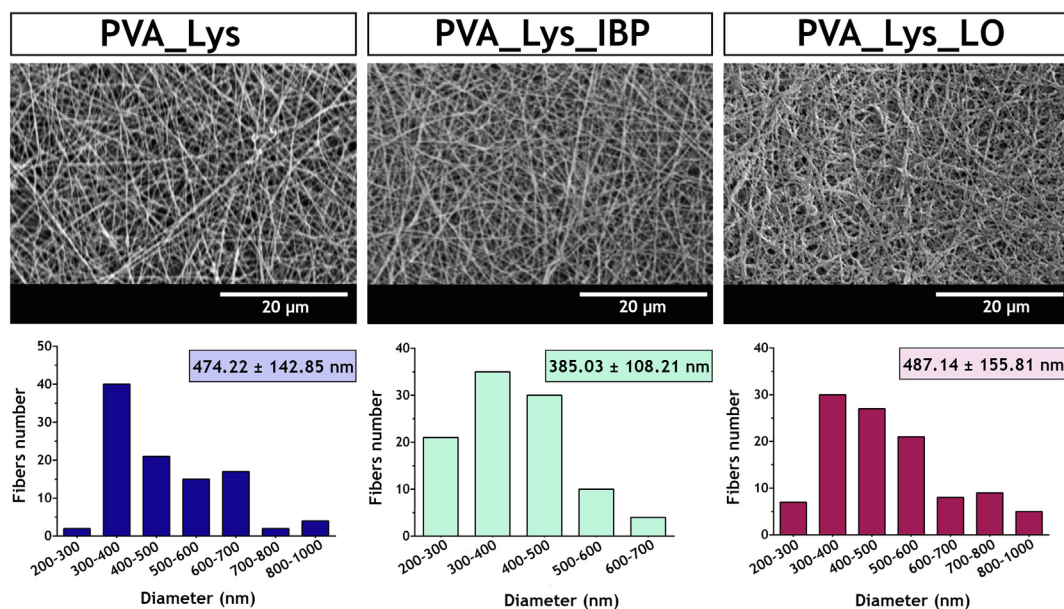 PVA_Lys
PVA_Lys_IBP
PVA_Lys_LO
20 µm
20 µm
20 µm
474.22 ± 142.85 nm
Fibers number
50
40
30
20
10
0
200-300
300-400
400-500
500-600
600-700
700-800
800-1000
Diameter (nm)
385.03 ± 108.21 nm
Fibers number
40
30
20
10
0
200-300
300-400
400-500
500-600
600-700
Diameter (nm)
487.14 ± 155.81 nm
Fibers number
40
30
20
10
0
200-300
300-400
400-500
500-600
600-700
700-800
800-1000
Diameter (nm)